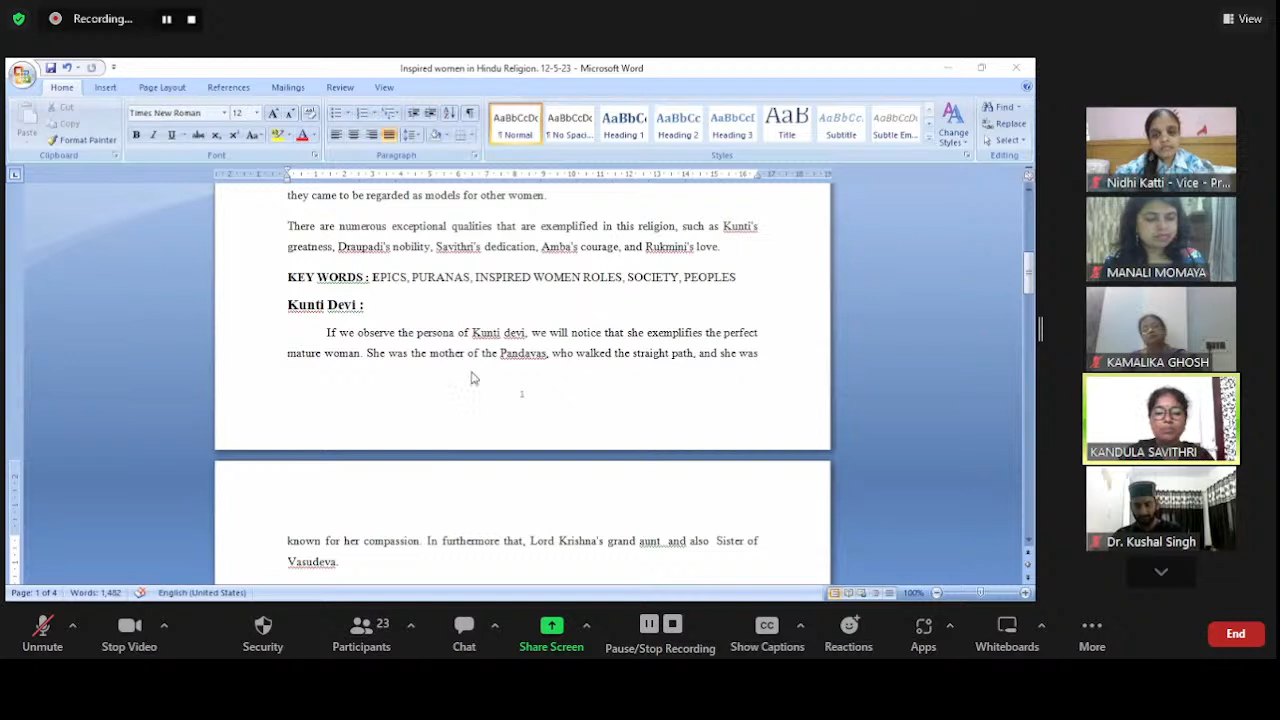 Recording...
View
Inspired women in Hindu Religion. 12-5-23 - Microsoft Word
Home Insert Page Layout References Mailings Review View
Paste
Cut
Copy
Format Painter
Clipboard
Times New Roman 12
Font
Paragraph
AaBbCcDc AaBbCcDc AaBbC AaBbCc AaBbCcI AaB AaBbCc. AaBbCcDc
¶ Normal ¶ No Spaci... Heading 1 Heading 2 Heading 3 Title Subtitle Subtle Em...
Change Styles
Styles
Find
Replace
Select
Editing
they came to be regarded as models for other women.
There are numerous exceptional qualities that are exemplified in this religion, such as Kunti's
greatness, Draupadi's nobility, Savithri's dedication, Amba's courage, and Rukmini's love.
KEY WORDS : EPICS, PURANAS, INSPIRED WOMEN ROLES, SOCIETY, PEOPLES
Kunti Devi :
If we observe the persona of Kunti devi, we will notice that she exemplifies the perfect
mature woman. She was the mother of the Pandavas, who walked the straight path, and she was
1
known for her compassion. In furthermore that, Lord Krishna's grand aunt and also Sister of
Vasudeva.
Page: 1 of 4 Words: 1,482 English (United States) 100%
Nidhi Katti - Vice - Pr...
MANALI MOMAYA
KAMALIKA GHOSH
KANDULA SAVITHRI
Dr. Kushal Singh
Unmute Stop Video Security Participants 23 Chat Share Screen Pause/Stop Recording CC Show Captions Reactions Apps Whiteboards More End